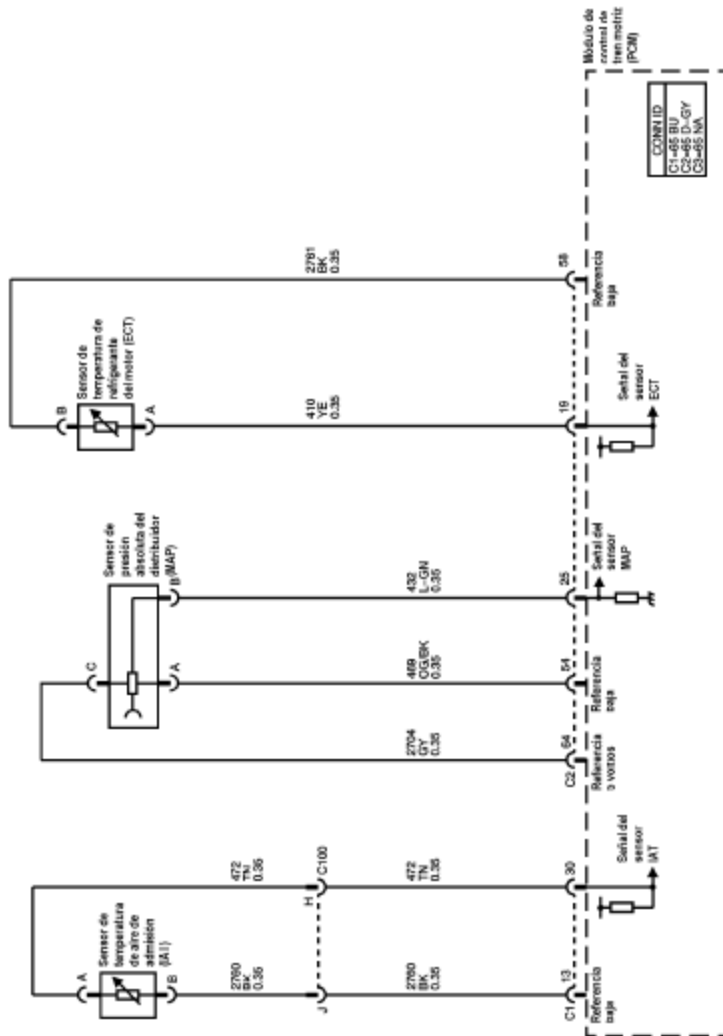 Módulo de
control de
tren motriz
(PCM)
CONN ID
C1=65 BU
C2=65 D-GY
C3=65 NA
Sensor de
temperatura de
refrigerante
del motor (ECT)
B
A
2761
BK
0.35
410
YE
0.35
58
Referencia
baja
19
Señal del
sensor
ECT
Sensor de
presión
absoluta del
distribuidor
(MAP)
C
B
A
432
L-GN
0.35
469
OG/BK
0.35
2704
GY
0.35
25
Señal del
sensor
MAP
54
Referencia
baja
64
C2
Referencia
5 voltios
Sensor de
temperatura
de aire de
admisión
(IAT)
A
B
472
TN
0.35
2760
BK
0.35
H
C100
J
472
TN
0.35
2760
BK
0.35
30
Señal del
sensor
IAT
13
C1
Referencia
baja